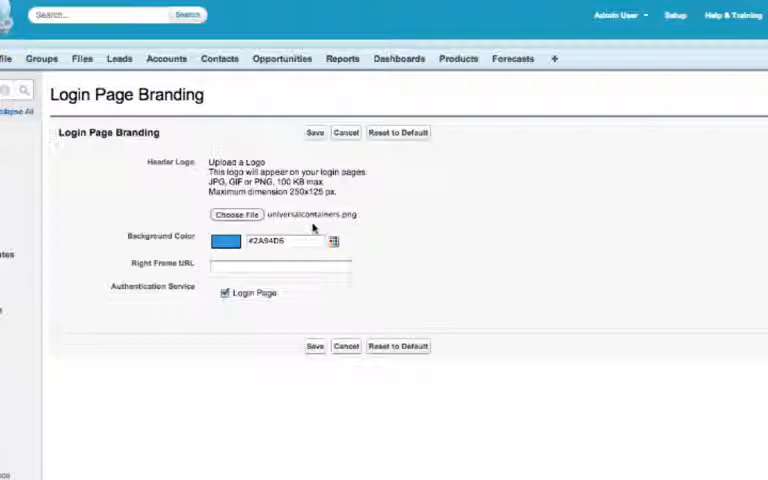 Search...
Search
Admin User
Setup
Help & Training
file
Groups
Files
Leads
Accounts
Contacts
Opportunities
Reports
Dashboards
Products
Forecasts
+
ollapse All
Login Page Branding
Login Page Branding
Save
Cancel
Reset to Default
Header Logo
Upload a Logo
This logo will appear on your login pages.
JPG, GIF or PNG, 100 KB max.
Maximum dimension 250x125 px.
Choose File
universalcontainers.png
Background Color
#2A94D6
Right Frame URL
Authentication Service
Login Page
Save
Cancel
Reset to Default